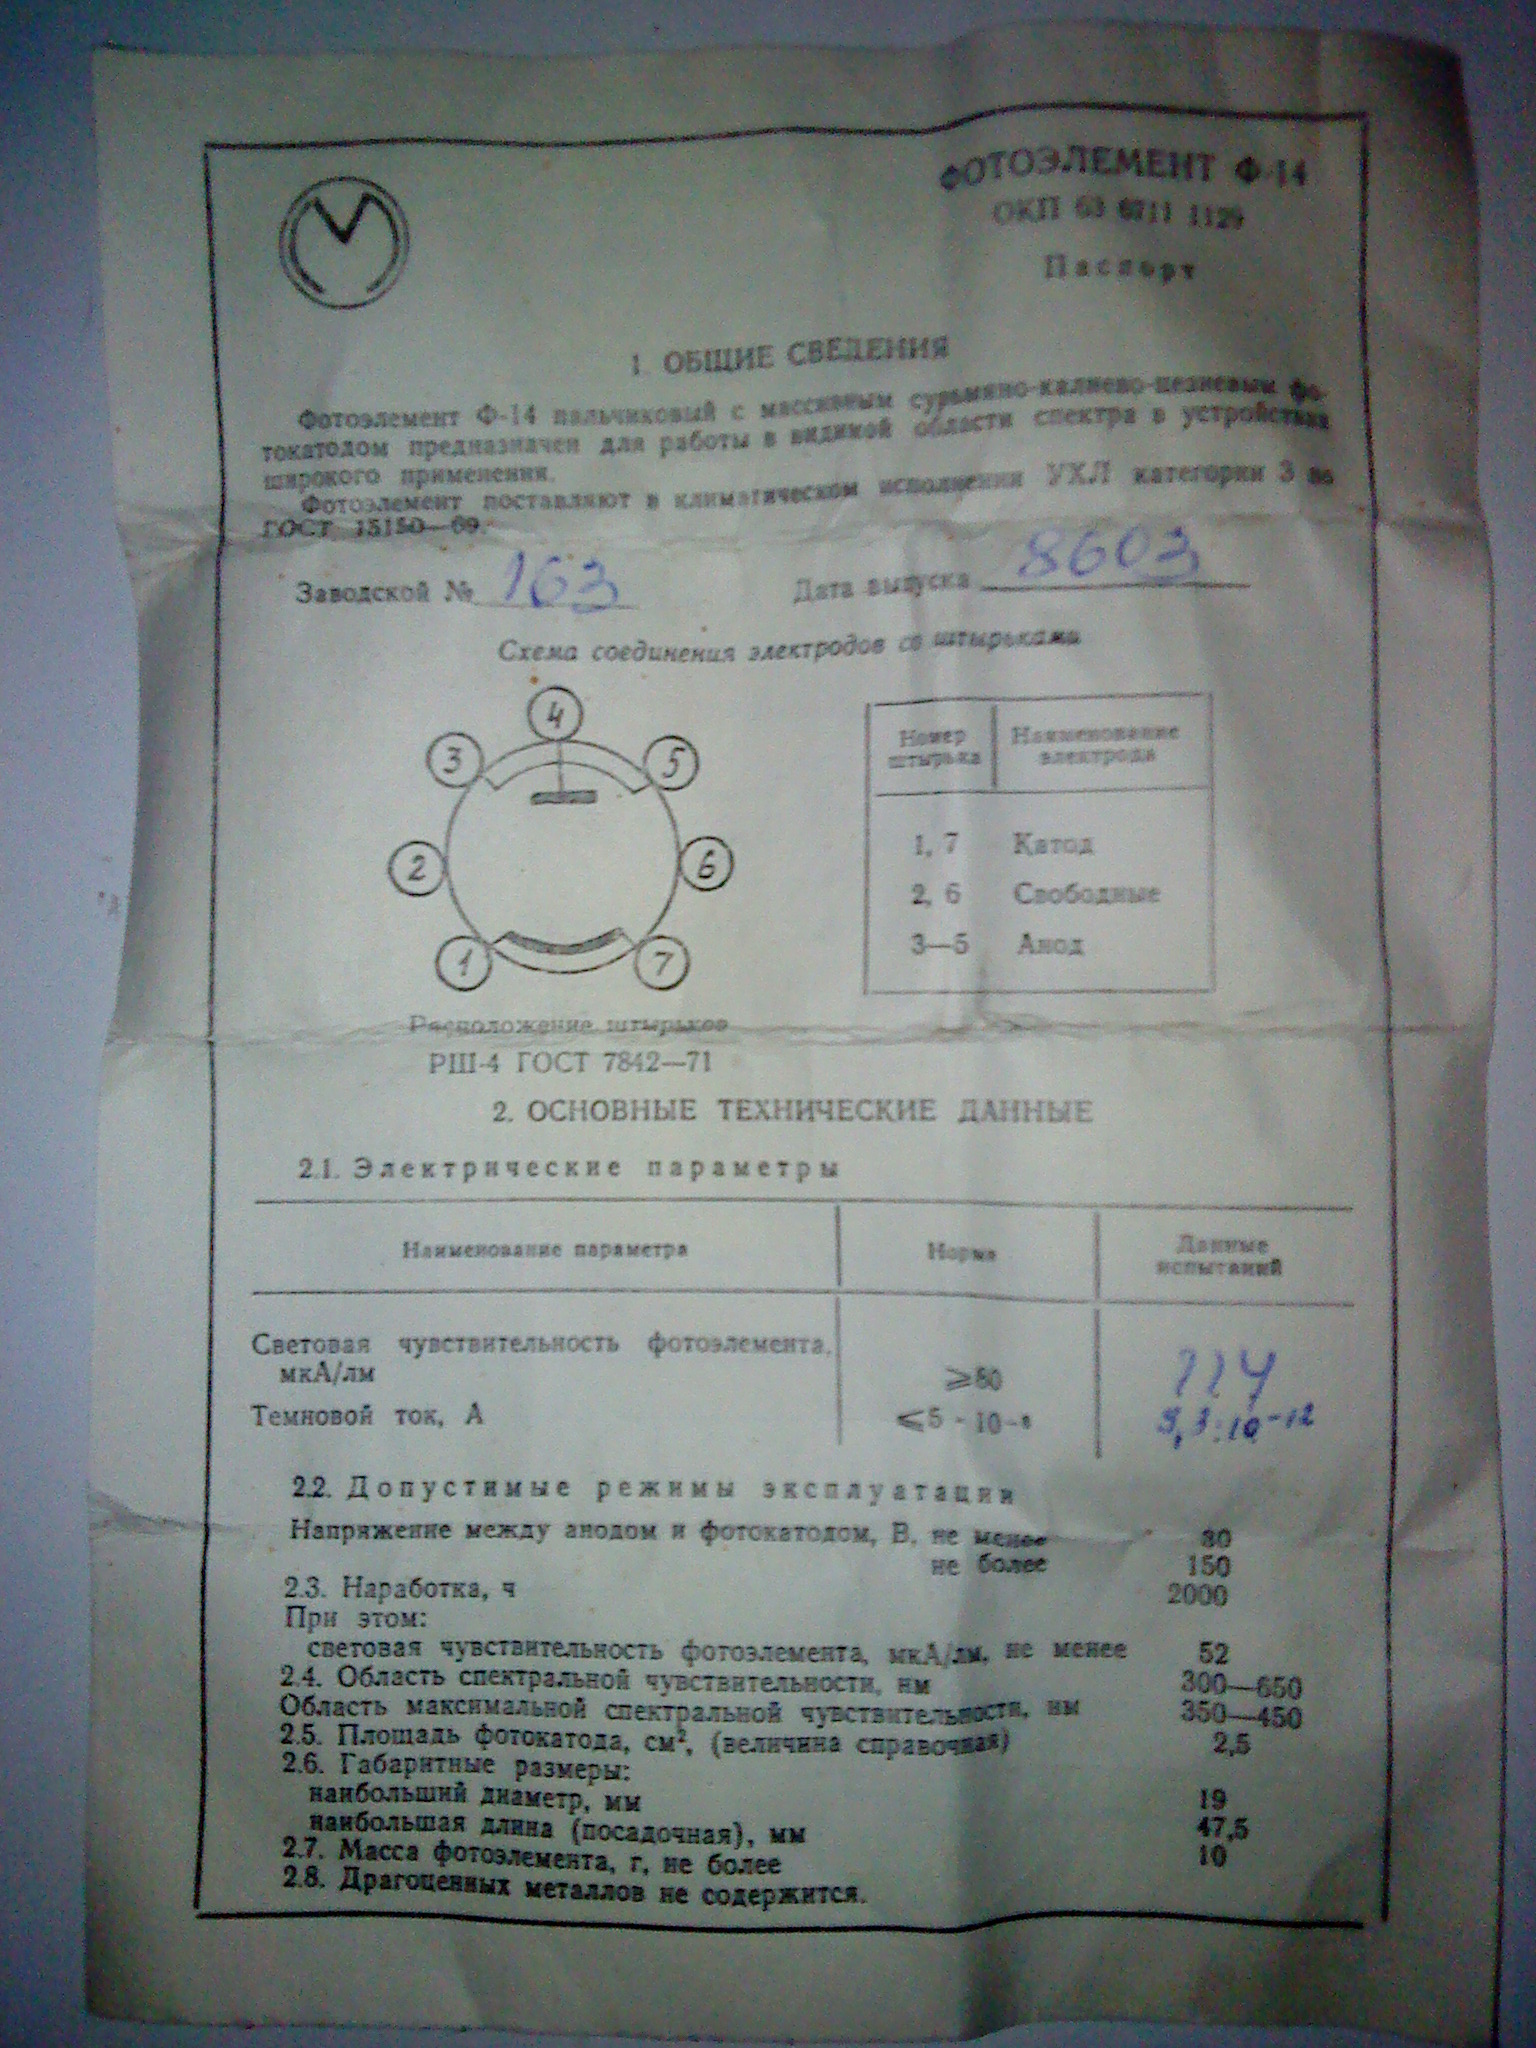 ФОТОЭЛЕМЕНТ Ф-14
ОКП 63 6711 1129
Паспорт
1. ОБЩИЕ СВЕДЕНИЯ
Фотоэлемент Ф-14 пальчиковый с массивным сурьмяно-калиево-цезиевым фо-
токатодом предназначен для работы в видимой области спектра в устройствах
широкого применения.
Фотоэлемент поставляют в климатическом исполнении УХЛ категории 3 по
ГОСТ 15150—69.
Заводской № 163 Дата выпуска 8603
Схема соединения электродов со штырьками
4
3 5
2 6
1 7
Номер Наименование
штырька электрода
1, 7 Катод
2, 6 Свободные
3—5 Анод
Расположение штырьков
РШ-4 ГОСТ 7842—71
2. ОСНОВНЫЕ ТЕХНИЧЕСКИЕ ДАННЫЕ
2.1. Электрические параметры
Наименование параметра Норма Данные
испытаний
Световая чувствительность фотоэлемента,
мкА/лм ⩾80
Темновой ток, А ⩽5 · 10-8 10-12
2.2. Допустимые режимы эксплуатации
Напряжение между анодом и фотокатодом, В, не менее
не более 150
2.3. Наработка, ч 2000
При этом:
световая чувствительность фотоэлемента, мкА/лм, не менее 52
2.4. Область спектральной чувствительности, нм 300—650
Область максимальной спектральной чувствительности, нм 350—450
2.5. Площадь фотокатода, см², (величина справочная) 2,5
2.6. Габаритные размеры:
наибольший диаметр, мм 19
наибольшая длина (посадочная), мм 47,5
2.7. Масса фотоэлемента, г, не более 10
2.8. Драгоценных металлов не содержится.